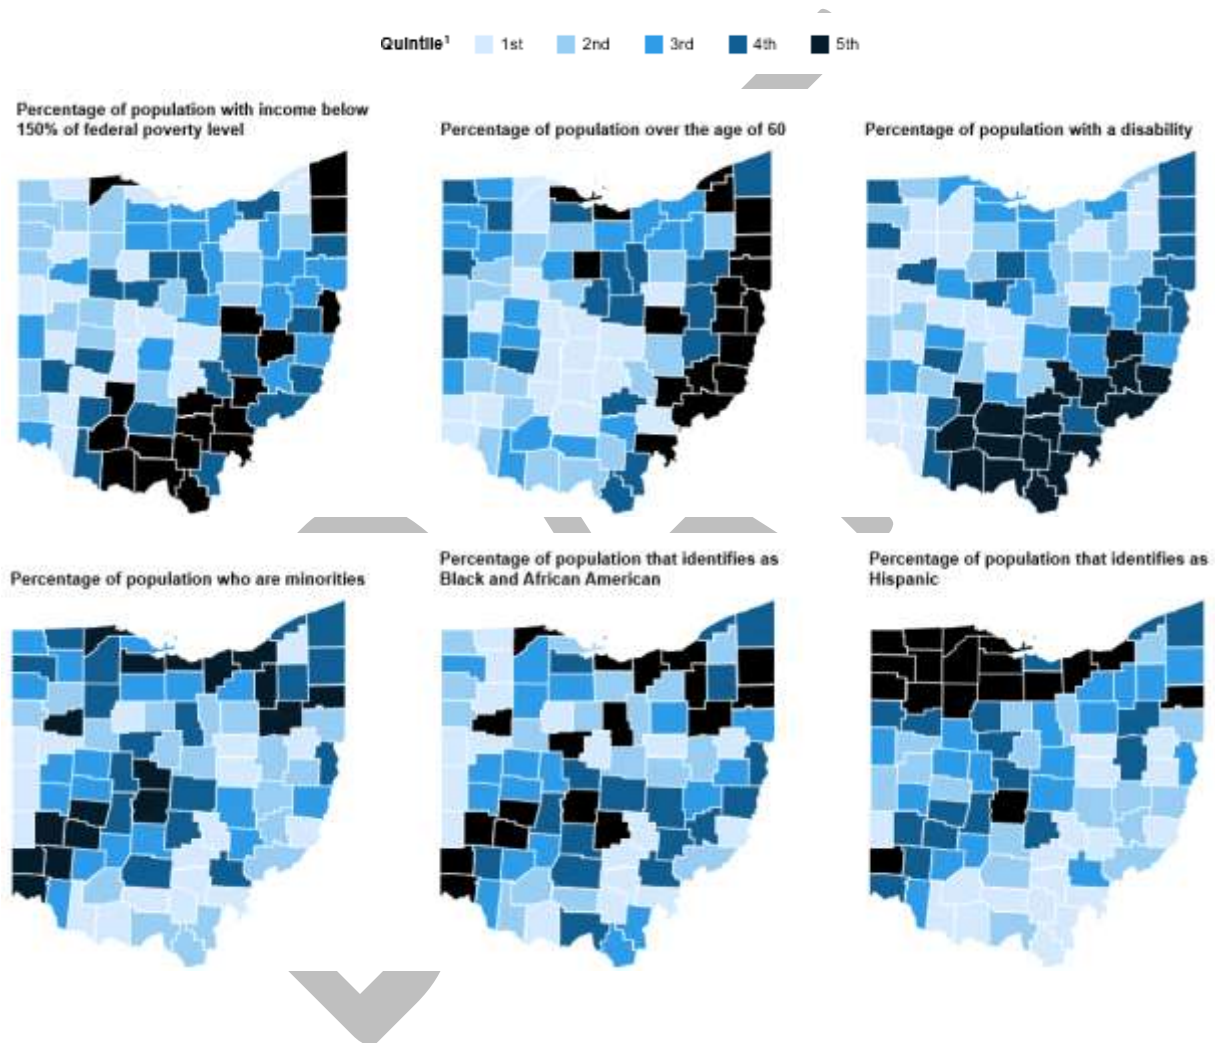 Quintile¹ 1st 2nd 3rd 4th 5th
Percentage of population with income below
150% of federal poverty level
Percentage of population over the age of 60
Percentage of population with a disability
Percentage of population who are minorities
Percentage of population that identifies as
Black and African American
Percentage of population that identifies as
Hispanic